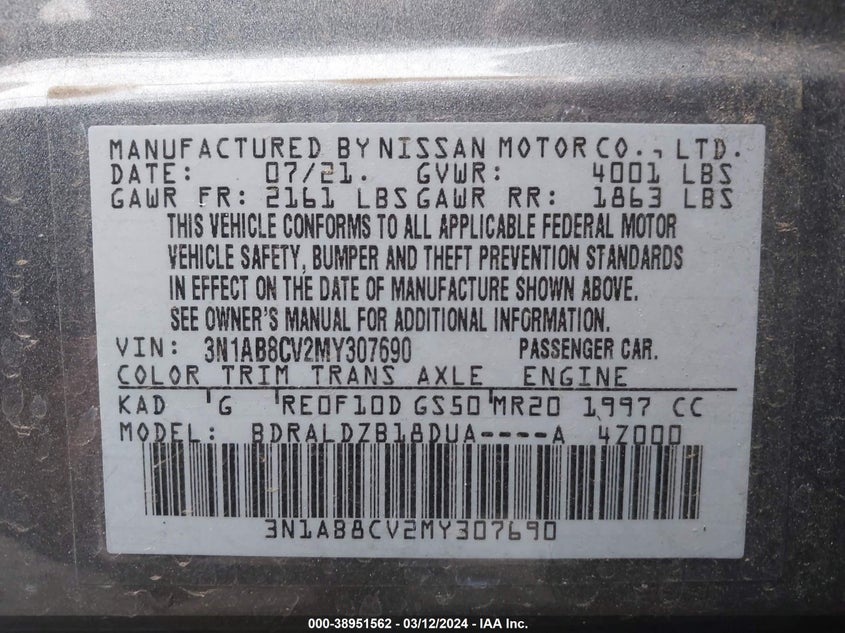 MANUFACTURED BY NISSAN MOTOR CO., LTD.
DATE: 07/21. GVWR: 4001 LBS
GAWR FR: 2161 LBS GAWR RR: 1863 LBS
THIS VEHICLE CONFORMS TO ALL APPLICABLE FEDERAL MOTOR
VEHICLE SAFETY, BUMPER AND THEFT PREVENTION STANDARDS
IN EFFECT ON THE DATE OF MANUFACTURE SHOWN ABOVE.
SEE OWNER'S MANUAL FOR ADDITIONAL INFORMATION.
VIN: 3N1AB8CV2MY307690 PASSENGER CAR.
COLOR TRIM TRANS AXLE ENGINE
KAD G RE0F10D GS50 MR20 1997 CC
MODEL: BDRALDZB18DUA----A 4Z000
3N1AB8CV2MY307690
000-38951562 - 03/12/2024 - IAA Inc.